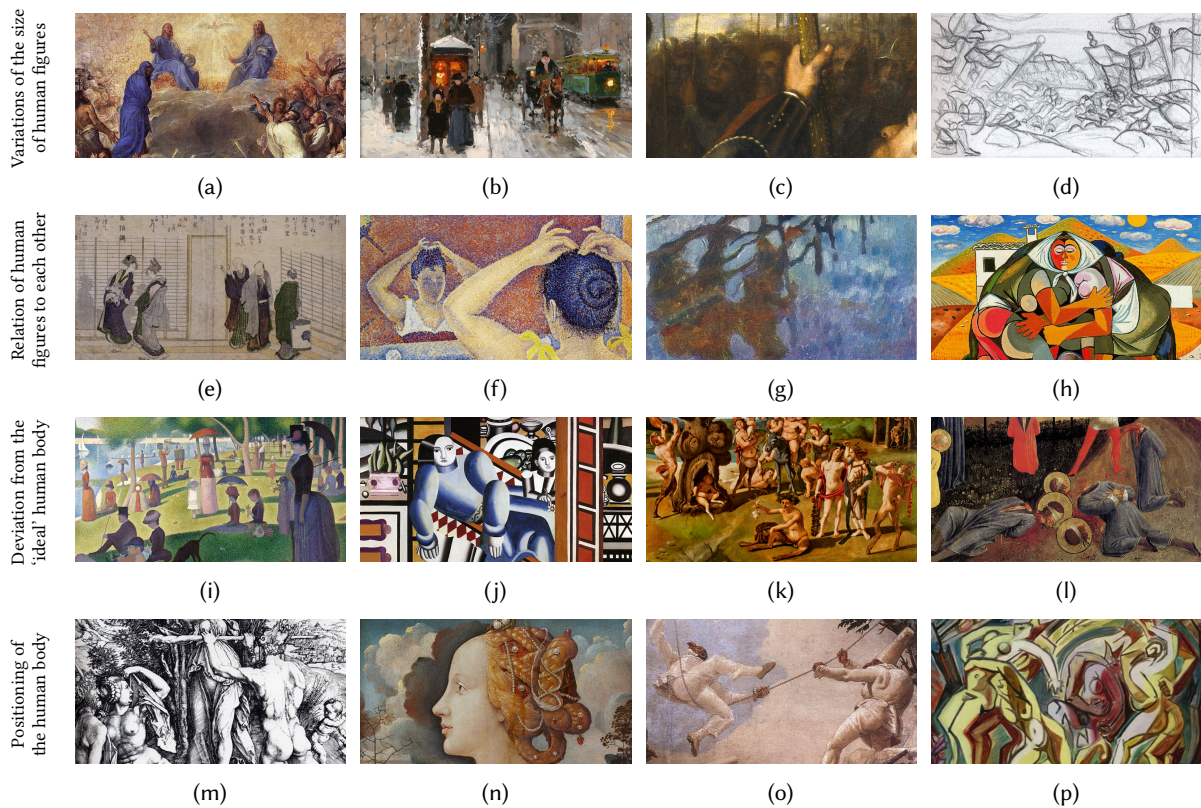 Variations of the size
of human figures
(a)
(b)
(c)
(d)
Relation of human
figures to each other
(e)
(f)
(g)
(h)
Deviation from the
‘ideal’ human body
(i)
(j)
(k)
(l)
Positioning of
the human body
(m)
(n)
(o)
(p)